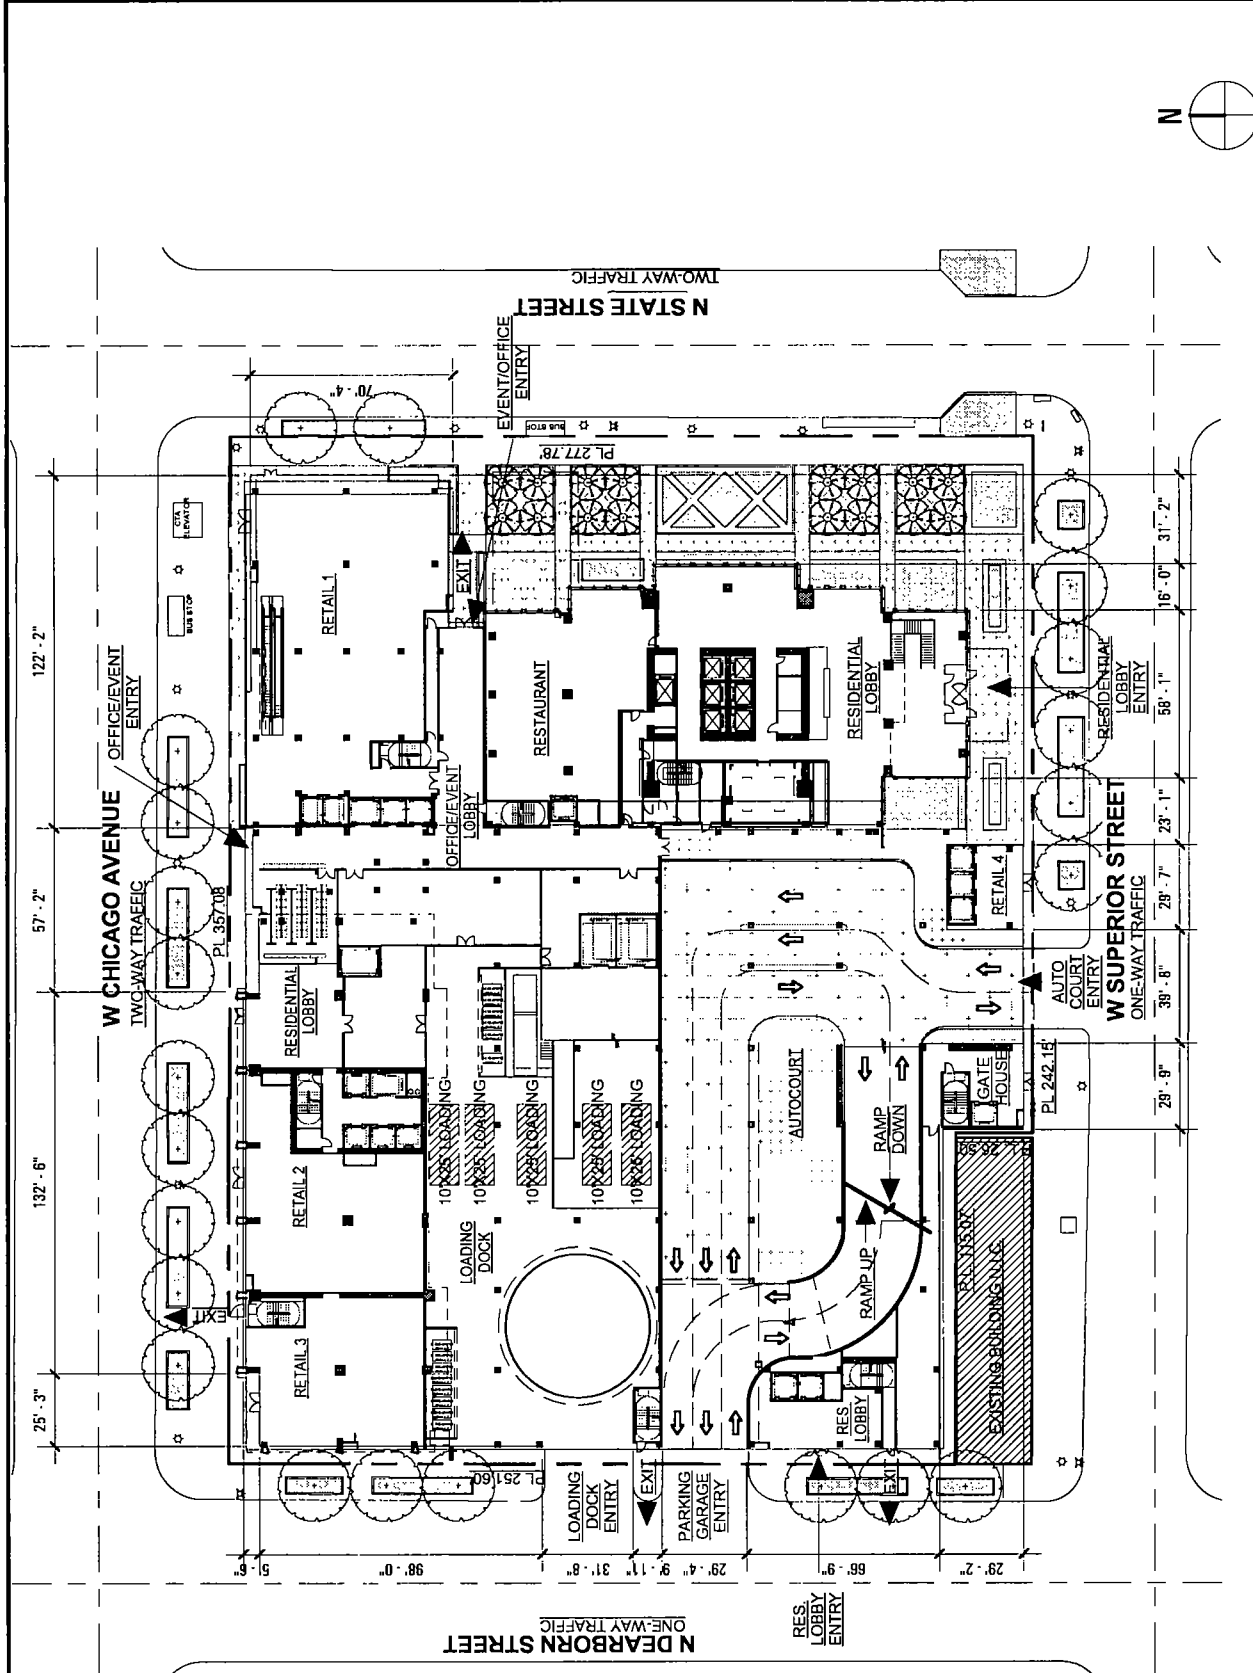 N
N STATE STREET
TWO-WAY TRAFFIC
EVENT/OFFICE
ENTRY
70' - 4"
BUS STOP
PL 277.78'
CTA
ELEVATOR
BUS STOP
122' - 2"
57' - 2"
132' - 6"
25' - 3"
OFFICE/EVENT
ENTRY
W CHICAGO AVENUE
TWO-WAY TRAFFIC
PL 357.08
RETAIL 1
EXIT
RESTAURANT
OFFICE/EVENT
LOBBY
RESIDENTIAL
LOBBY
RESIDENTIAL
LOBBY
ENTRY
31' - 2"
16' - 0"
58' - 1"
23' - 1"
29' - 7"
39' - 8"
29' - 9"
W SUPERIOR STREET
ONE-WAY TRAFFIC
RETAIL 4
AUTO
COURT
ENTRY
RESIDENTIAL
LOBBY
10'X25' LOADING
10'X25' LOADING
10'X25' LOADING
10'X25' LOADING
10'X25' LOADING
AUTOCOURT
GATE
HOUSE
PL 242.15'
RAMP
DOWN
RAMP UP
RETAIL 2
LOADING
DOCK
EXIT
RETAIL 3
RES.
LOBBY
PL 115.07
EXISTING BUILDING N.I.C.
PL 251.60
LOADING
DOCK
ENTRY
EXIT
PARKING
GARAGE
ENTRY
EXIT
5' - 6"
98' - 0"
31' - 8"
9' - 11"
29' - 4"
66' - 9"
29' - 2"
RES.
LOBBY
ENTRY
N DEARBORN STREET
ONE-WAY TRAFFIC